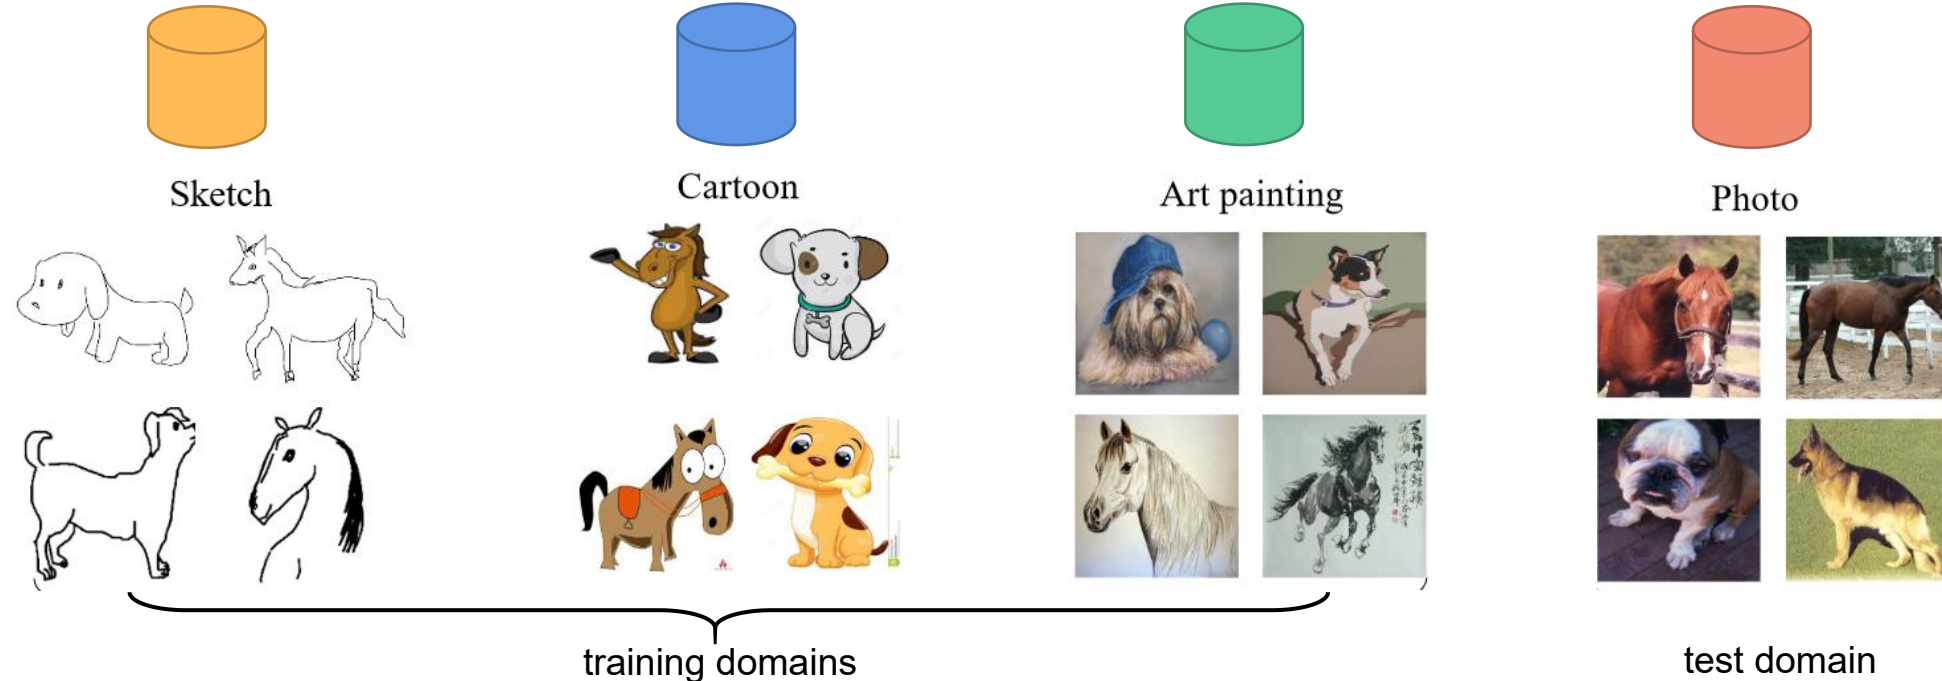 Sketch
Cartoon
Art painting
Photo
training domains
test domain